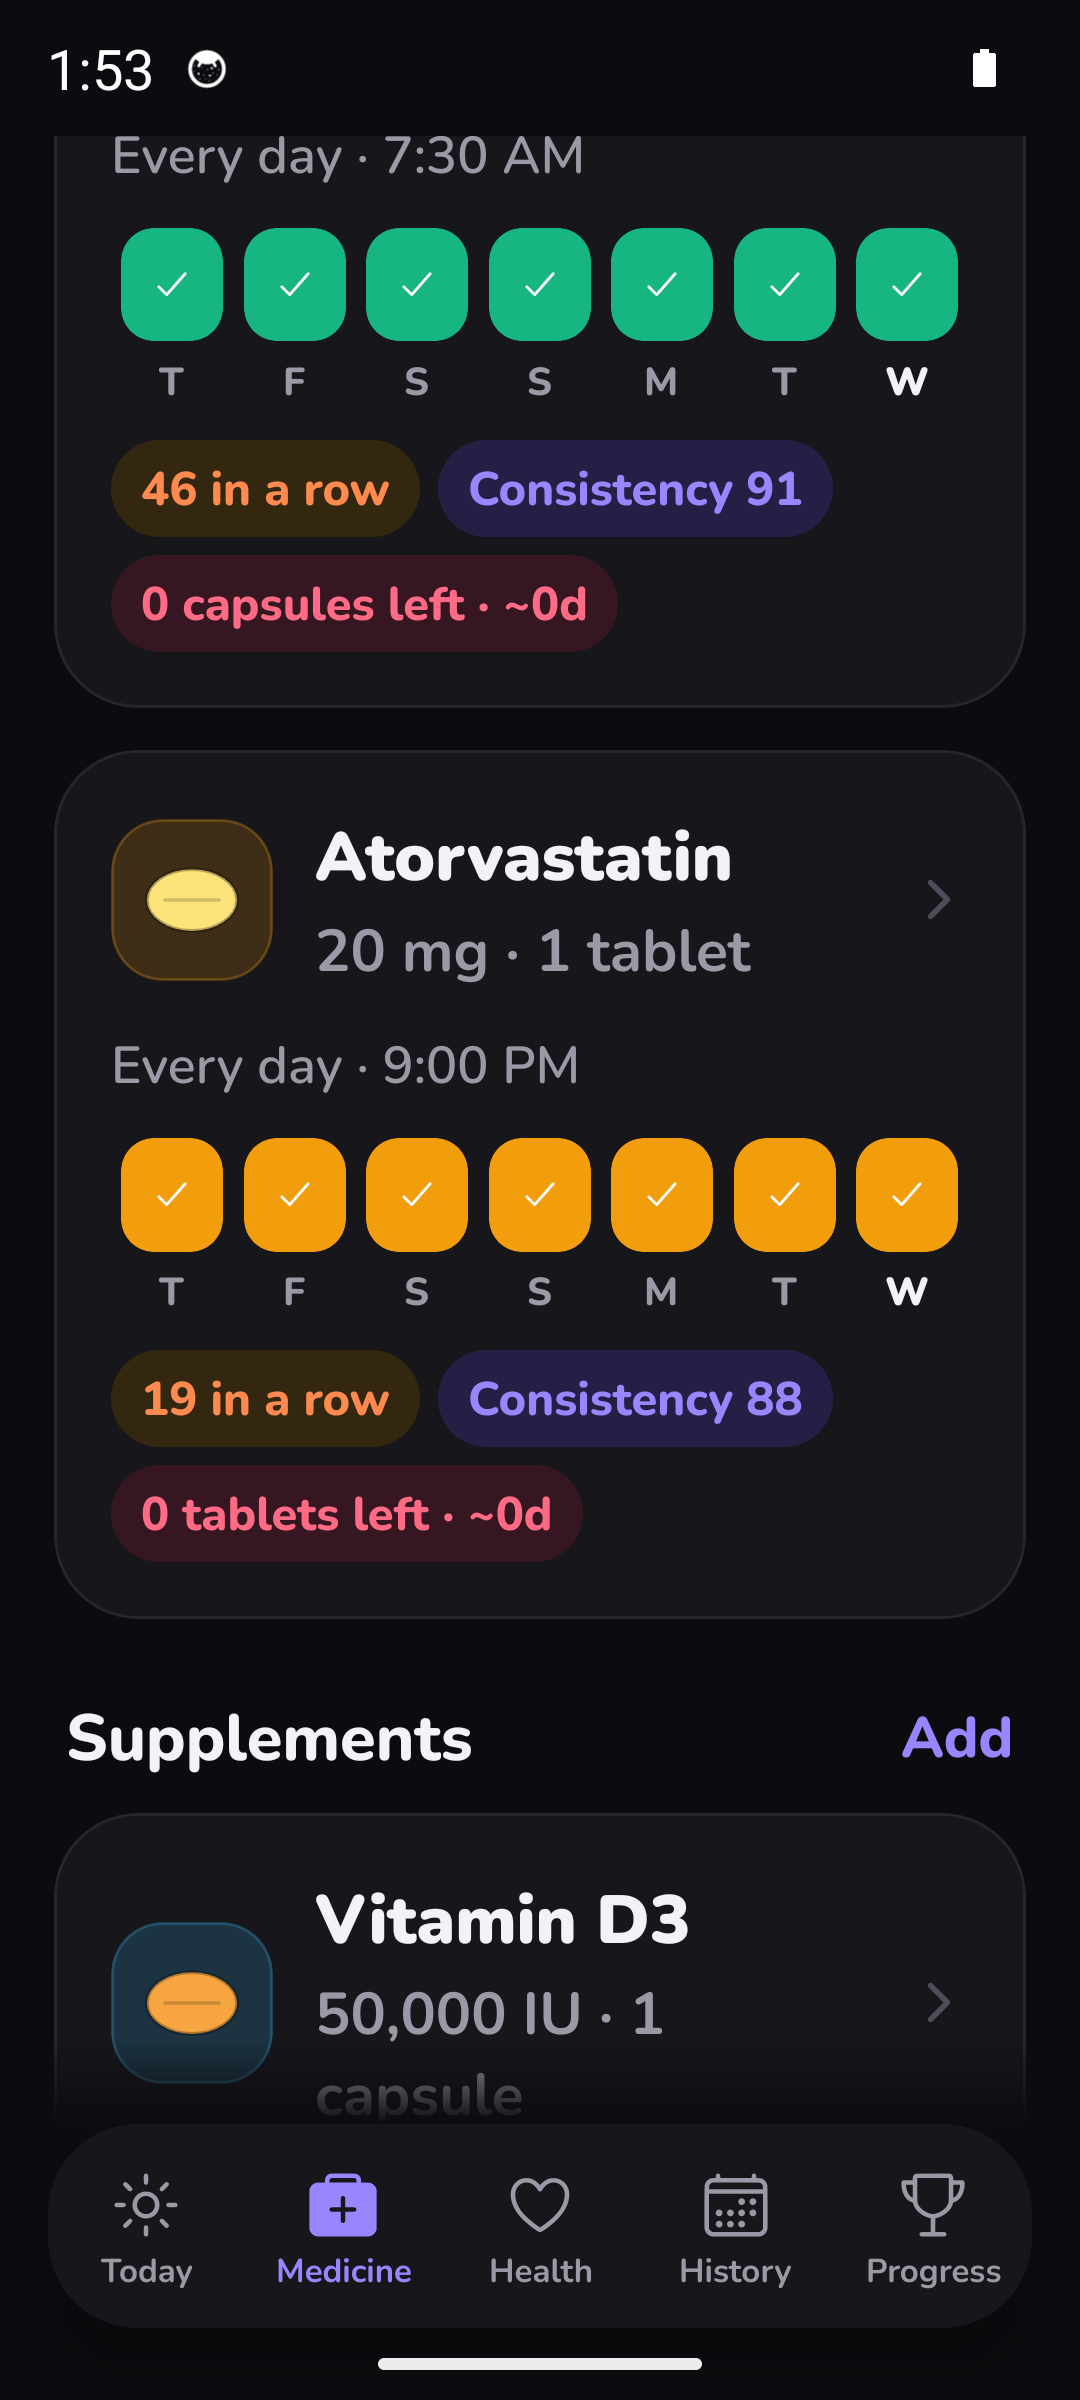 1:53
Every day · 7:30 AM
T F S S M T W
46 in a row Consistency 91
0 capsules left · ~0d
Atorvastatin
20 mg · 1 tablet
Every day · 9:00 PM
T F S S M T W
19 in a row Consistency 88
0 tablets left · ~0d
Supplements Add
Vitamin D3
50,000 IU · 1
capsule
Today Medicine Health History Progress